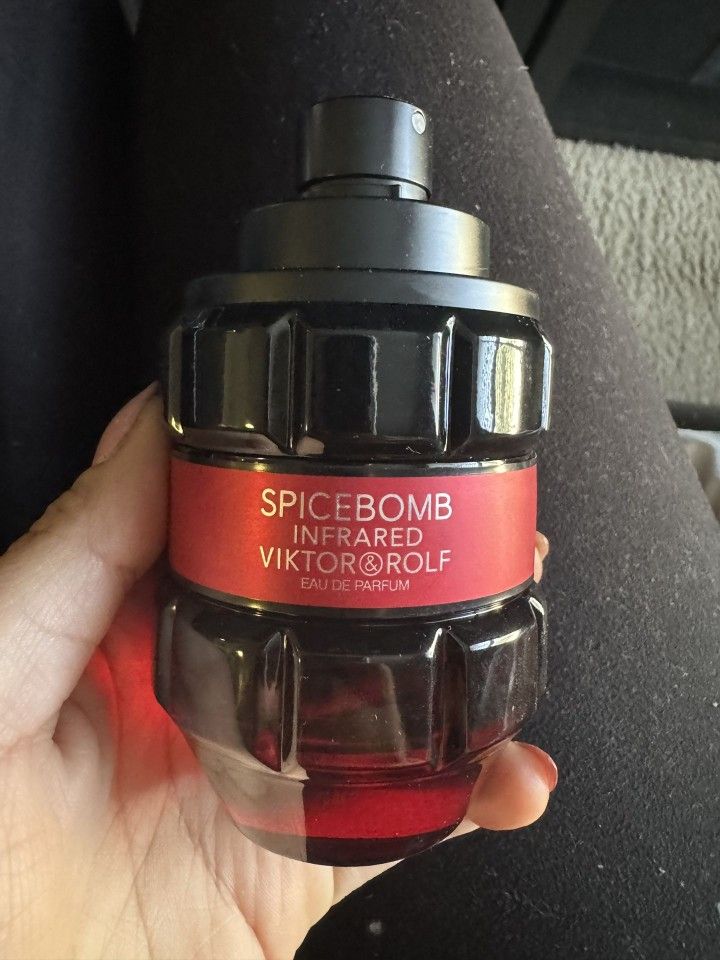 SPICEBOMB
INFRARED
VIKTOR&ROLF
EAU DE PARFUM